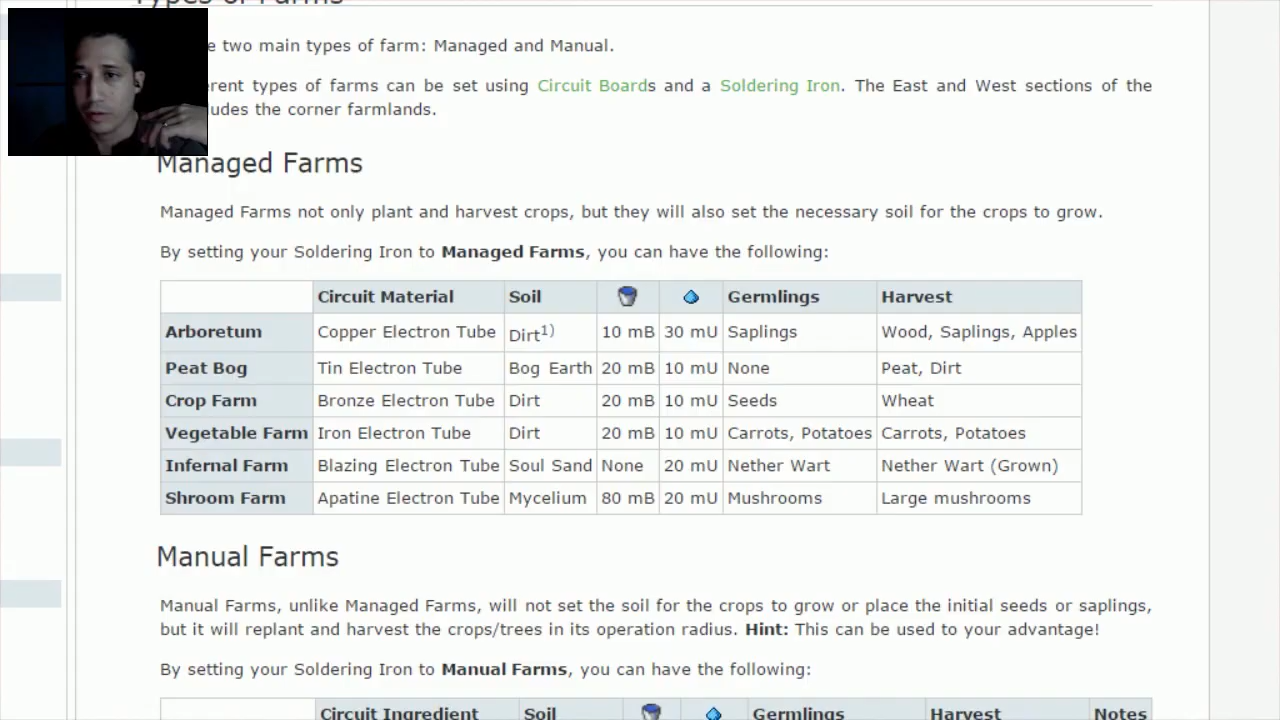 Types of Farms
e two main types of farm: Managed and Manual.
erent types of farms can be set using Circuit Boards and a Soldering Iron. The East and West sections of the
udes the corner farmlands.
Managed Farms
Managed Farms not only plant and harvest crops, but they will also set the necessary soil for the crops to grow.
By setting your Soldering Iron to Managed Farms, you can have the following:
Circuit Material Soil Germlings Harvest
Arboretum Copper Electron Tube Dirt1) 10 mB 30 mU Saplings Wood, Saplings, Apples
Peat Bog Tin Electron Tube Bog Earth 20 mB 10 mU None Peat, Dirt
Crop Farm Bronze Electron Tube Dirt 20 mB 10 mU Seeds Wheat
Vegetable Farm Iron Electron Tube Dirt 20 mB 10 mU Carrots, Potatoes Carrots, Potatoes
Infernal Farm Blazing Electron Tube Soul Sand None 20 mU Nether Wart Nether Wart (Grown)
Shroom Farm Apatine Electron Tube Mycelium 80 mB 20 mU Mushrooms Large mushrooms
Manual Farms
Manual Farms, unlike Managed Farms, will not set the soil for the crops to grow or place the initial seeds or saplings,
but it will replant and harvest the crops/trees in its operation radius. Hint: This can be used to your advantage!
By setting your Soldering Iron to Manual Farms, you can have the following:
Circuit Ingredient Soil Germlings Harvest Notes